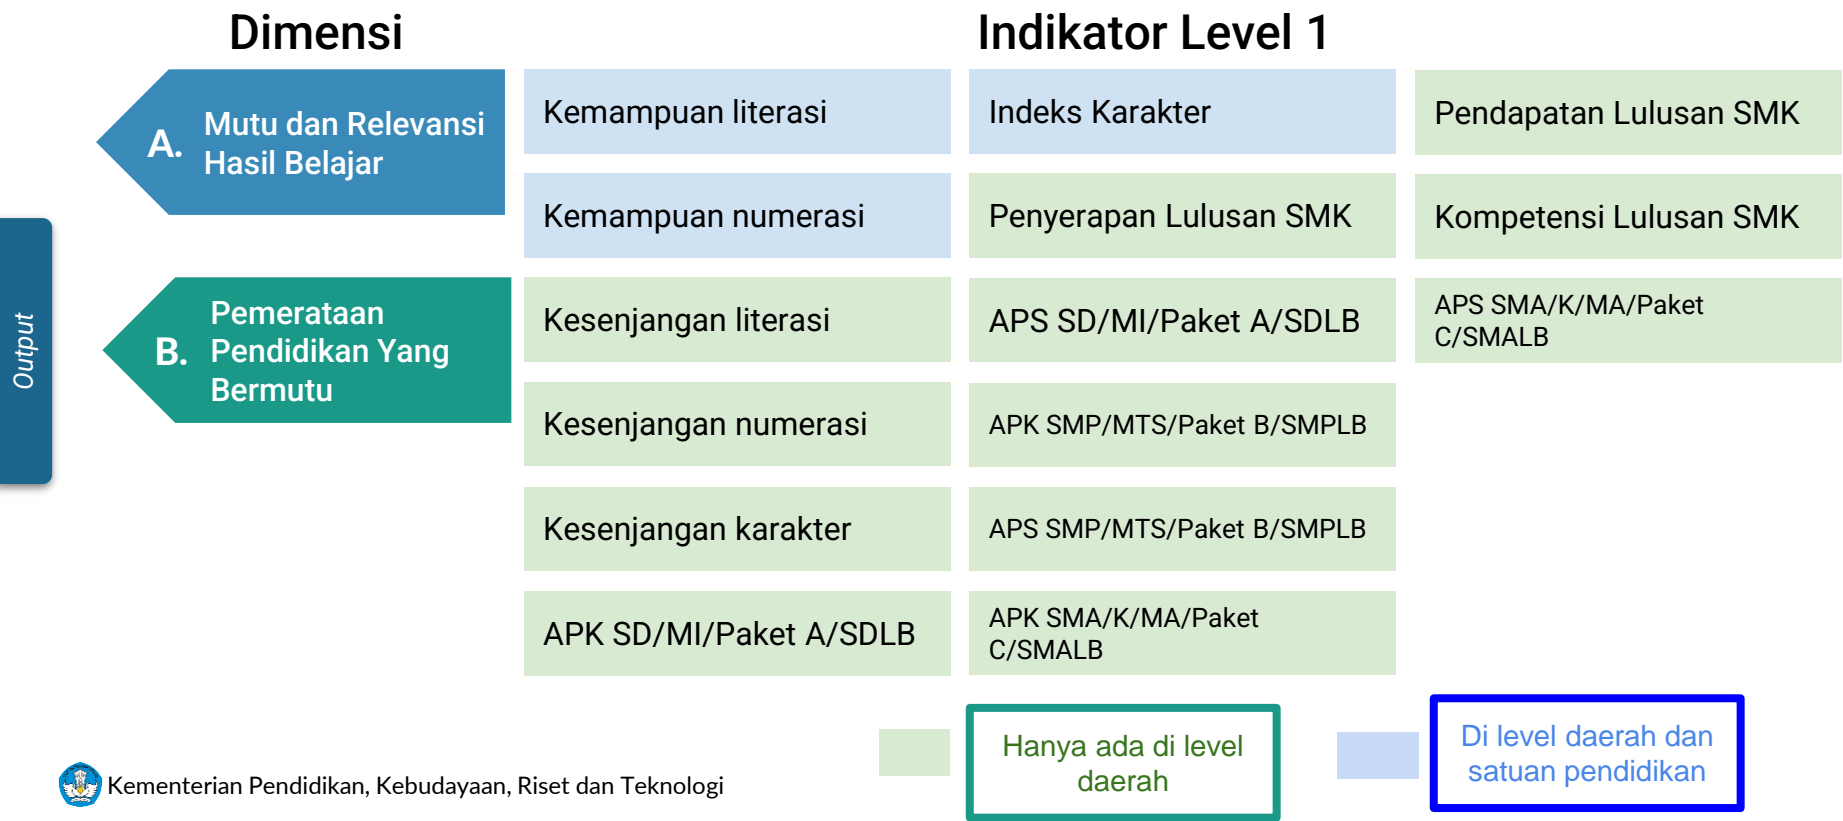 Dimensi
Indikator Level 1
A.
Mutu dan Relevansi
Hasil Belajar
Kemampuan literasi
Indeks Karakter
Pendapatan Lulusan SMK
Kemampuan numerasi
Penyerapan Lulusan SMK
Kompetensi Lulusan SMK
Output
B.
Pemerataan
Pendidikan Yang
Bermutu
Kesenjangan literasi
APS SD/MI/Paket A/SDLB
APS SMA/K/MA/Paket
C/SMALB
Kesenjangan numerasi
APK SMP/MTS/Paket B/SMPLB
Kesenjangan karakter
APS SMP/MTS/Paket B/SMPLB
APK SD/MI/Paket A/SDLB
APK SMA/K/MA/Paket
C/SMALB
Hanya ada di level
daerah
Di level daerah dan
satuan pendidikan
Kementerian Pendidikan, Kebudayaan, Riset dan Teknologi